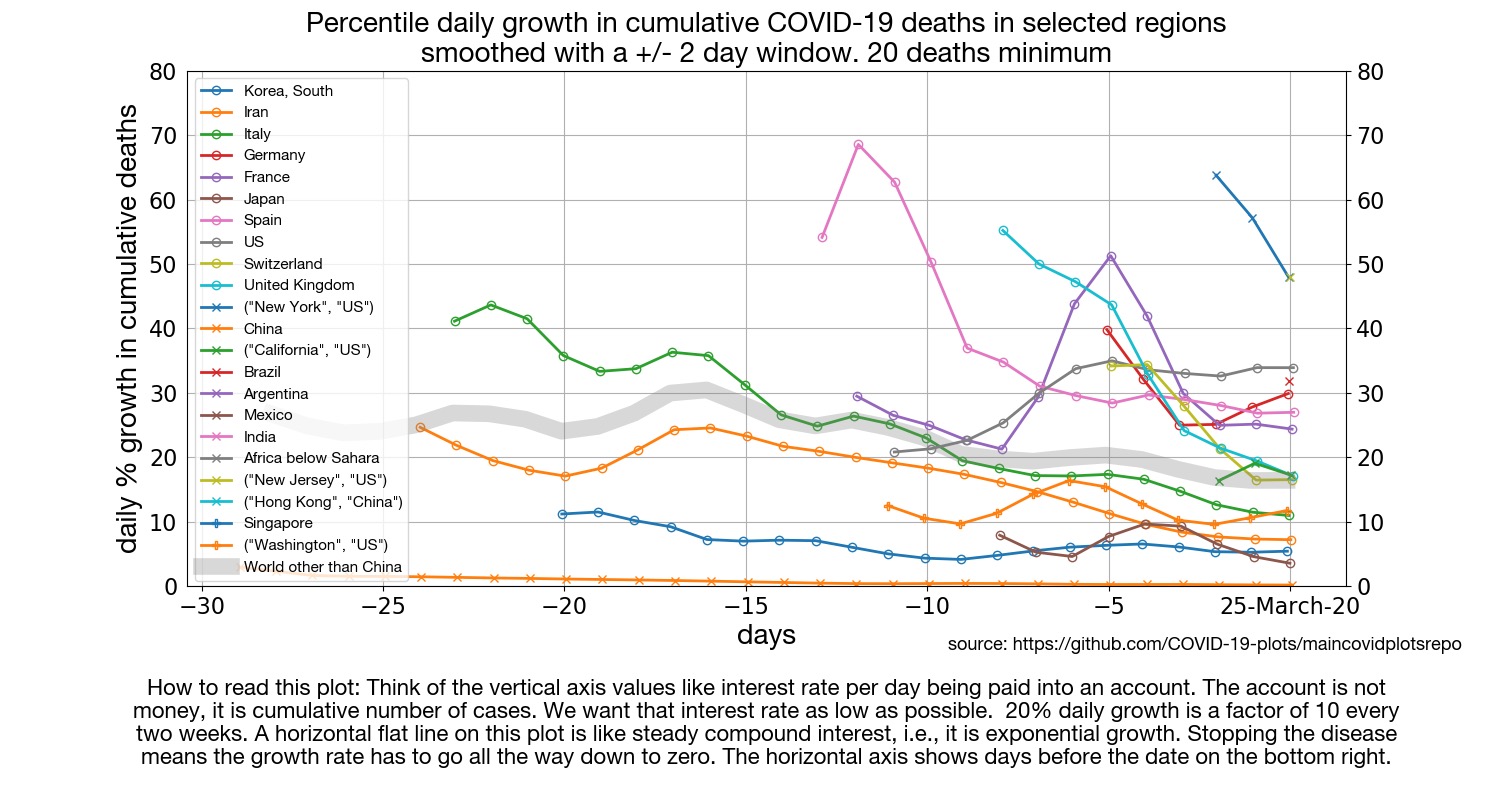 Percentile daily growth in cumulative COVID-19 deaths in selected regions
smoothed with a +/- 2 day window. 20 deaths minimum
daily % growth in cumulative deaths
80
70
60
50
40
30
20
10
0
80
70
60
50
40
30
20
10
0
Korea, South
Iran
Italy
Germany
France
Japan
Spain
US
Switzerland
United Kingdom
("New York", "US")
China
("California", "US")
Brazil
Argentina
Mexico
India
Africa below Sahara
("New Jersey", "US")
("Hong Kong", "China")
Singapore
("Washington", "US")
World other than China
−30 −25 −20 −15 −10 −5 25-March-20
days
source: https://github.com/COVID-19-plots/maincovidplotsrepo
How to read this plot: Think of the vertical axis values like interest rate per day being paid into an account. The account is not
money, it is cumulative number of cases. We want that interest rate as low as possible.  20% daily growth is a factor of 10 every
two weeks. A horizontal flat line on this plot is like steady compound interest, i.e., it is exponential growth. Stopping the disease
means the growth rate has to go all the way down to zero. The horizontal axis shows days before the date on the bottom right.